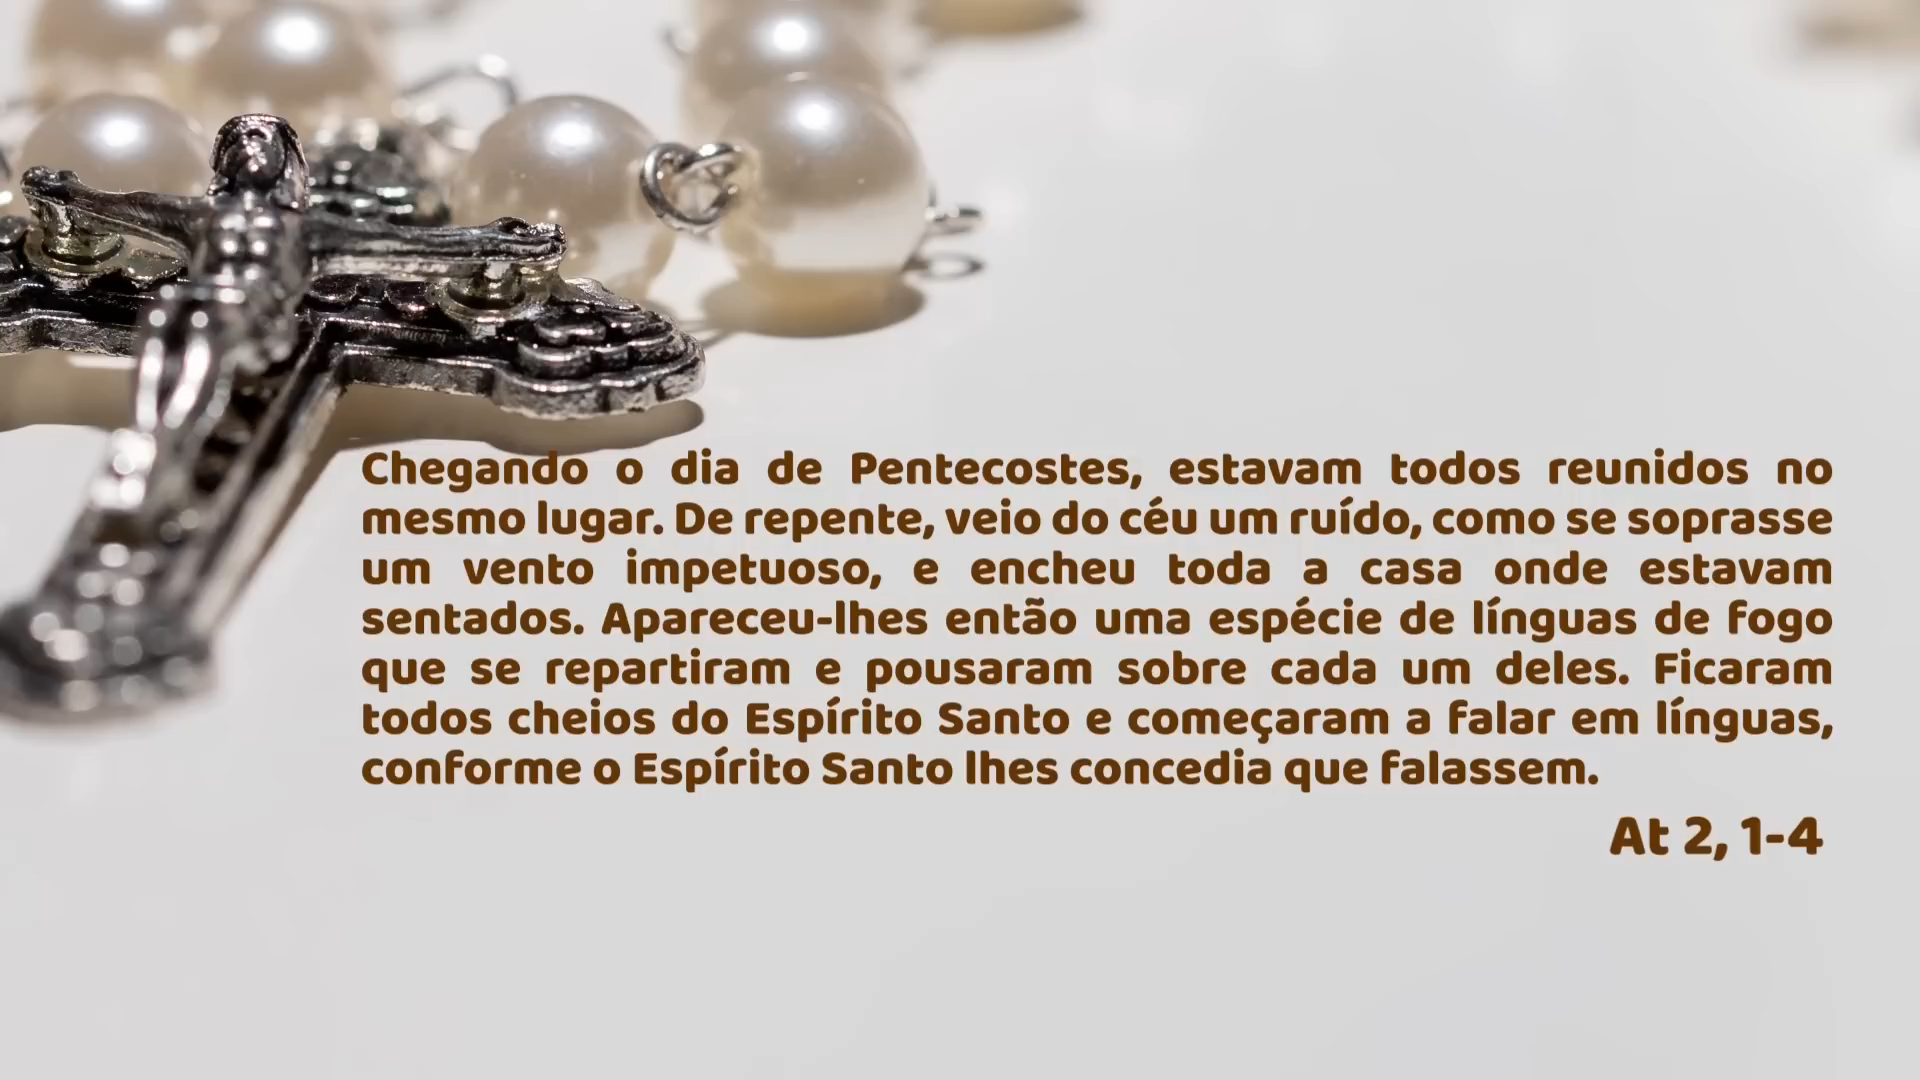 Chegando o dia de Pentecostes, estavam todos reunidos no
mesmo lugar. De repente, veio do céu um ruído, como se soprasse
um vento impetuoso, e encheu toda a casa onde estavam
sentados. Apareceu-lhes então uma espécie de línguas de fogo
que se repartiram e pousaram sobre cada um deles. Ficaram
todos cheios do Espírito Santo e começaram a falar em línguas,
conforme o Espírito Santo lhes concedia que falassem.
At 2, 1-4